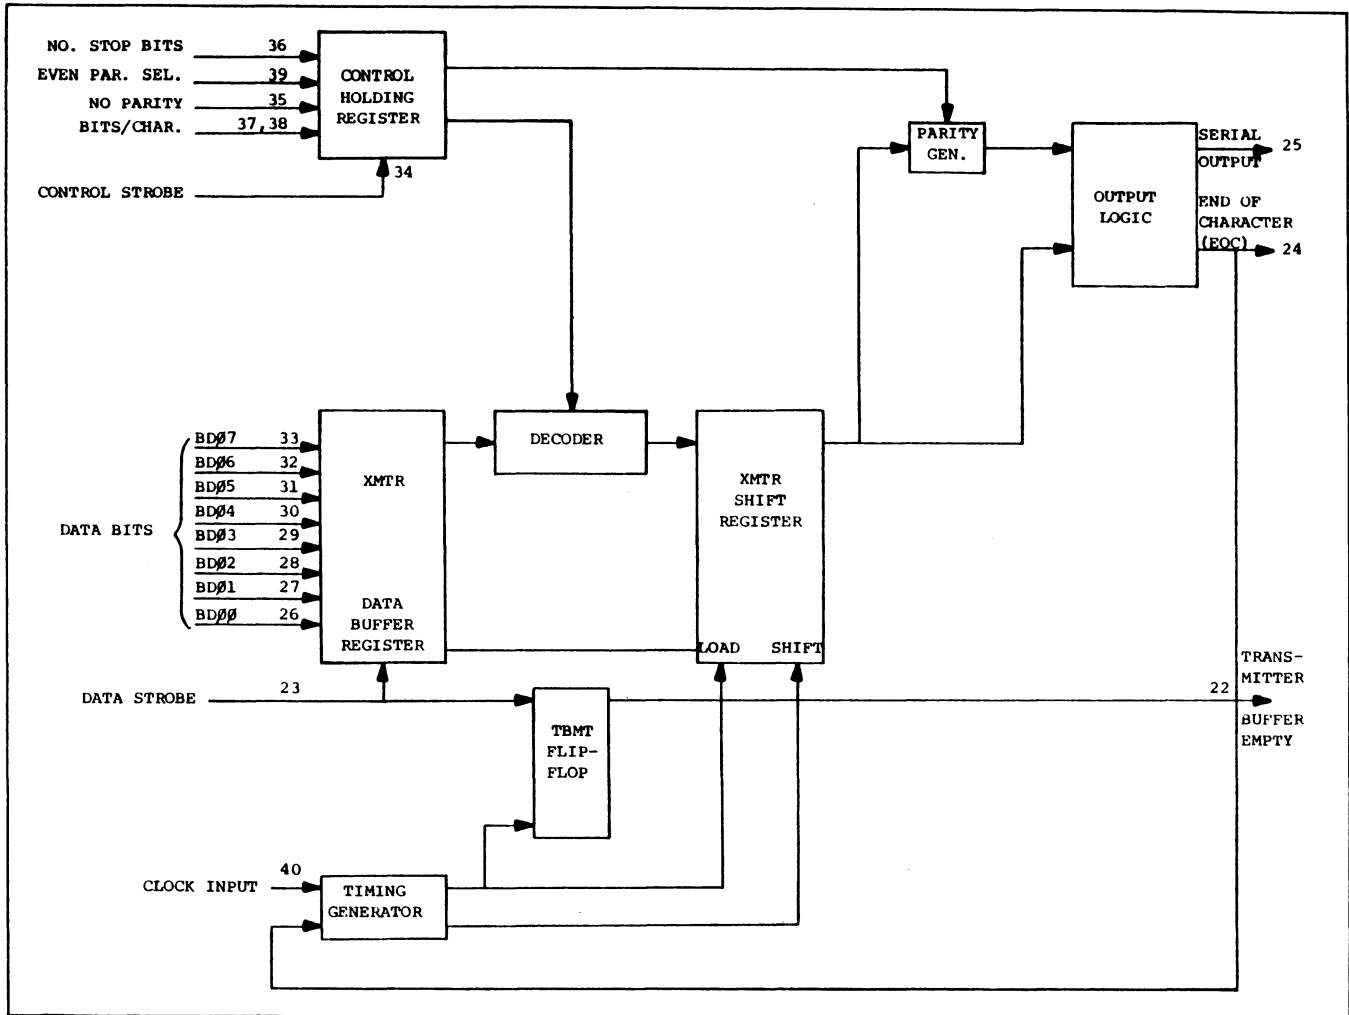 NO. STOP BITS 36
EVEN PAR. SEL. 39
NO PARITY 35
BITS/CHAR. 37,38
CONTROL
HOLDING
REGISTER
34
CONTROL STROBE
PARITY
GEN.
OUTPUT
LOGIC
SERIAL
OUTPUT
25
END OF
CHARACTER
(EOC)
24
DATA BITS
BDØ7 33
BDØ6 32
BDØ5 31
BDØ4 30
BDØ3 29
BDØ2 28
BDØ1 27
BDØØ 26
XMTR
DATA
BUFFER
REGISTER
DECODER
XMTR
SHIFT
REGISTER
LOAD SHIFT
DATA STROBE 23
TBMT
FLIP-
FLOP
22
TRANS-
MITTER
BUFFER
EMPTY
CLOCK INPUT 40
TIMING
GENERATOR